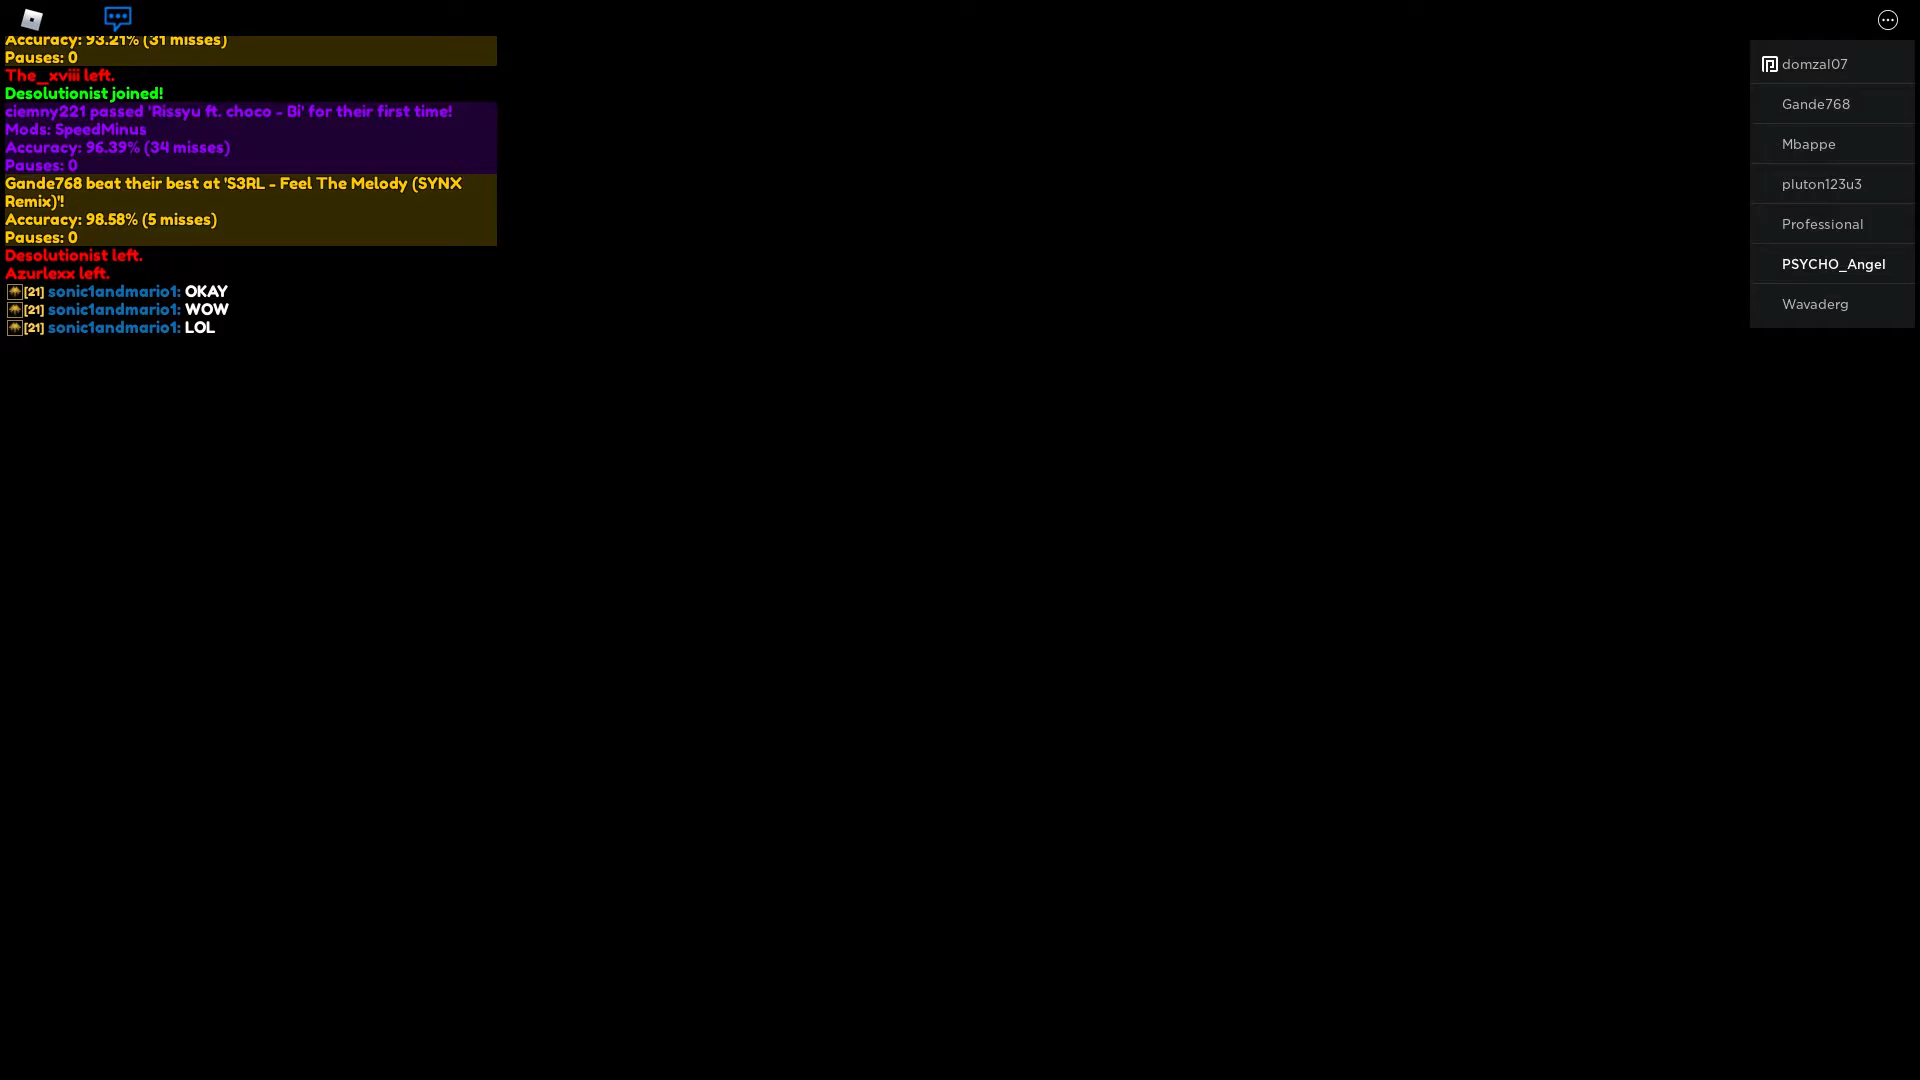 Accuracy: 93.21% (31 misses)
Pauses: 0
The_xviii left.
Desolutionist joined!
ciemny221 passed 'Rissyu ft. choco - Bi' for their first time!
Mods: SpeedMinus
Accuracy: 96.39% (34 misses)
Pauses: 0
Gande768 beat their best at 'S3RL - Feel The Melody (SYNX
Remix)'!
Accuracy: 98.58% (5 misses)
Pauses: 0
Desolutionist left.
Azurlexx left.
[21] sonic1andmario1: OKAY
[21] sonic1andmario1: WOW
[21] sonic1andmario1: LOL
domzal07
Gande768
Mbappe
pluton123u3
Professional
PSYCHO_Angel
Wavaderg